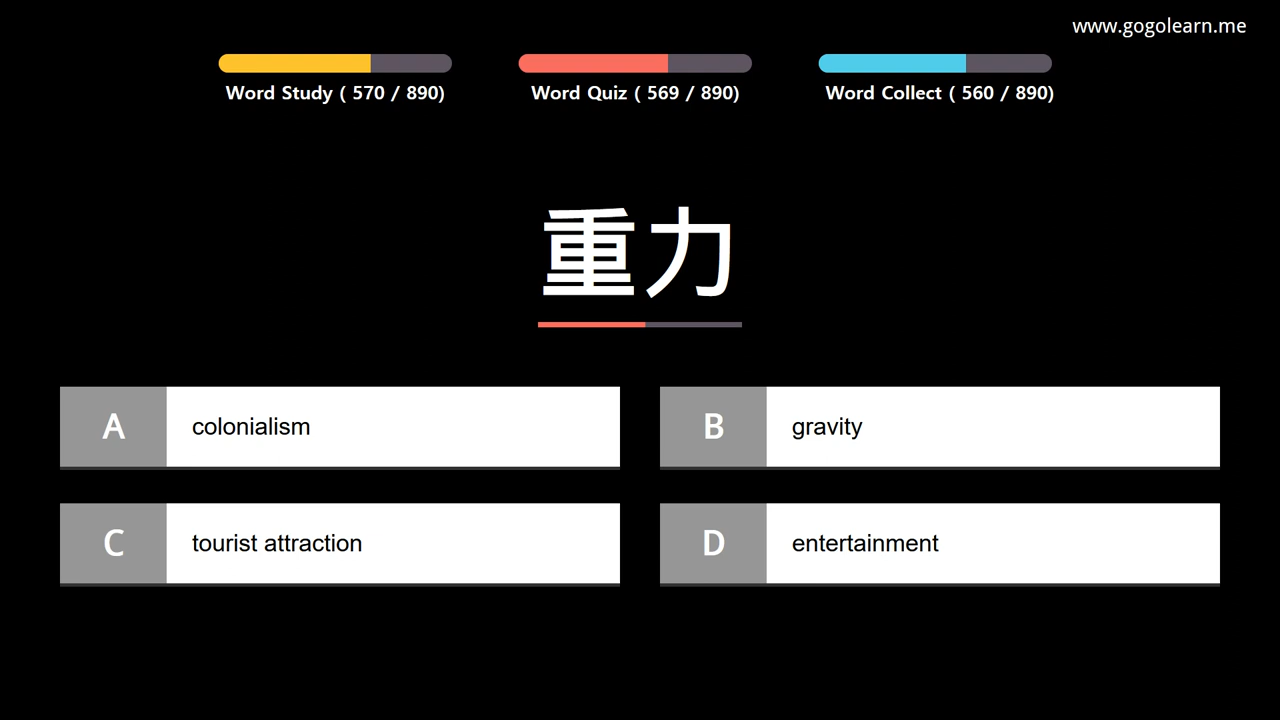 www.gogolearn.me
Word Study ( 570 / 890)
Word Quiz ( 569 / 890)
Word Collect ( 560 / 890)
重力
A colonialism
B gravity
C tourist attraction
D entertainment